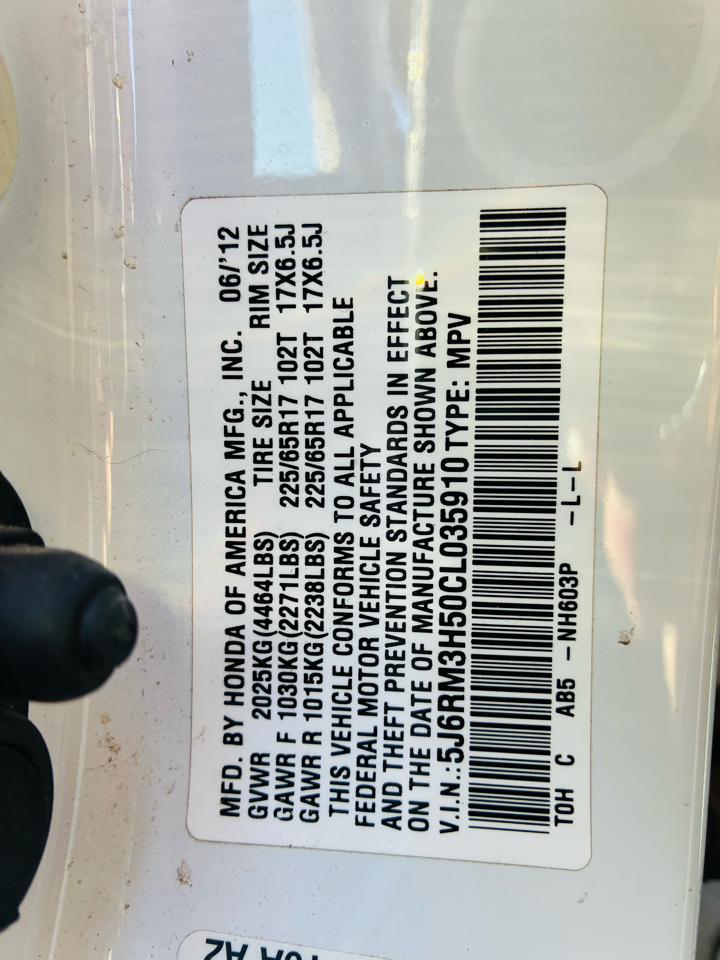 MFD. BY HONDA OF AMERICA MFG., INC. 06/'12
GVWR 2025KG(4464LBS) TIRE SIZE RIM SIZE
GAWR F 1030KG(2271LBS) 225/65R17 102T 17X6.5J
GAWR R 1015KG(2238LBS) 225/65R17 102T 17X6.5J
THIS VEHICLE CONFORMS TO ALL APPLICABLE
FEDERAL MOTOR VEHICLE SAFETY
AND THEFT PREVENTION STANDARDS IN EFFECT
ON THE DATE OF MANUFACTURE SHOWN ABOVE.
V.I.N.:5J6RM3H50CL035910 TYPE: MPV
TOH C AB5 -NH603P -L-L